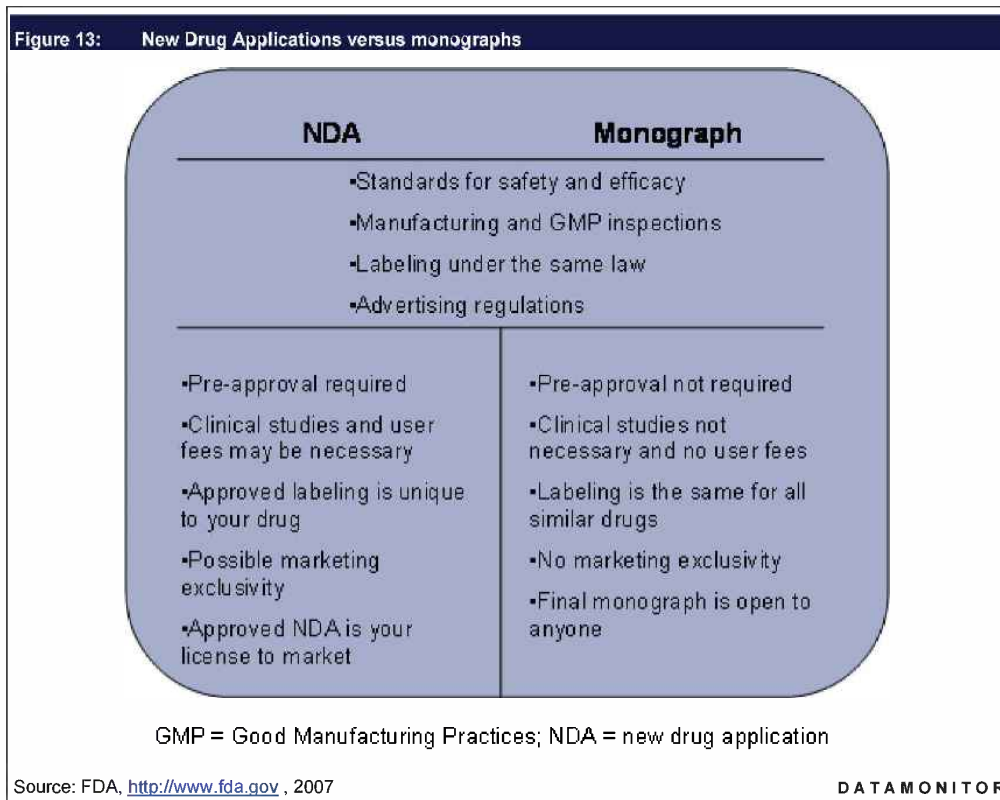 Figure 13: New Drug Applications versus monographs
NDA Monograph
▪Standards for safety and efficacy
▪Manufacturing and GMP inspections
▪Labeling under the same law
▪Advertising regulations
▪Pre-approval required
▪Clinical studies and user
fees may be necessary
▪Approved labeling is unique
to your drug
▪Possible marketing
exclusivity
▪Approved NDA is your
license to market
▪Pre-approval not required
▪Clinical studies not
necessary and no user fees
▪Labeling is the same for all
similar drugs
▪No marketing exclusivity
▪Final monograph is open to
anyone
GMP = Good Manufacturing Practices; NDA = new drug application
Source: FDA, http://www.fda.gov , 2007
DATAMONITOR